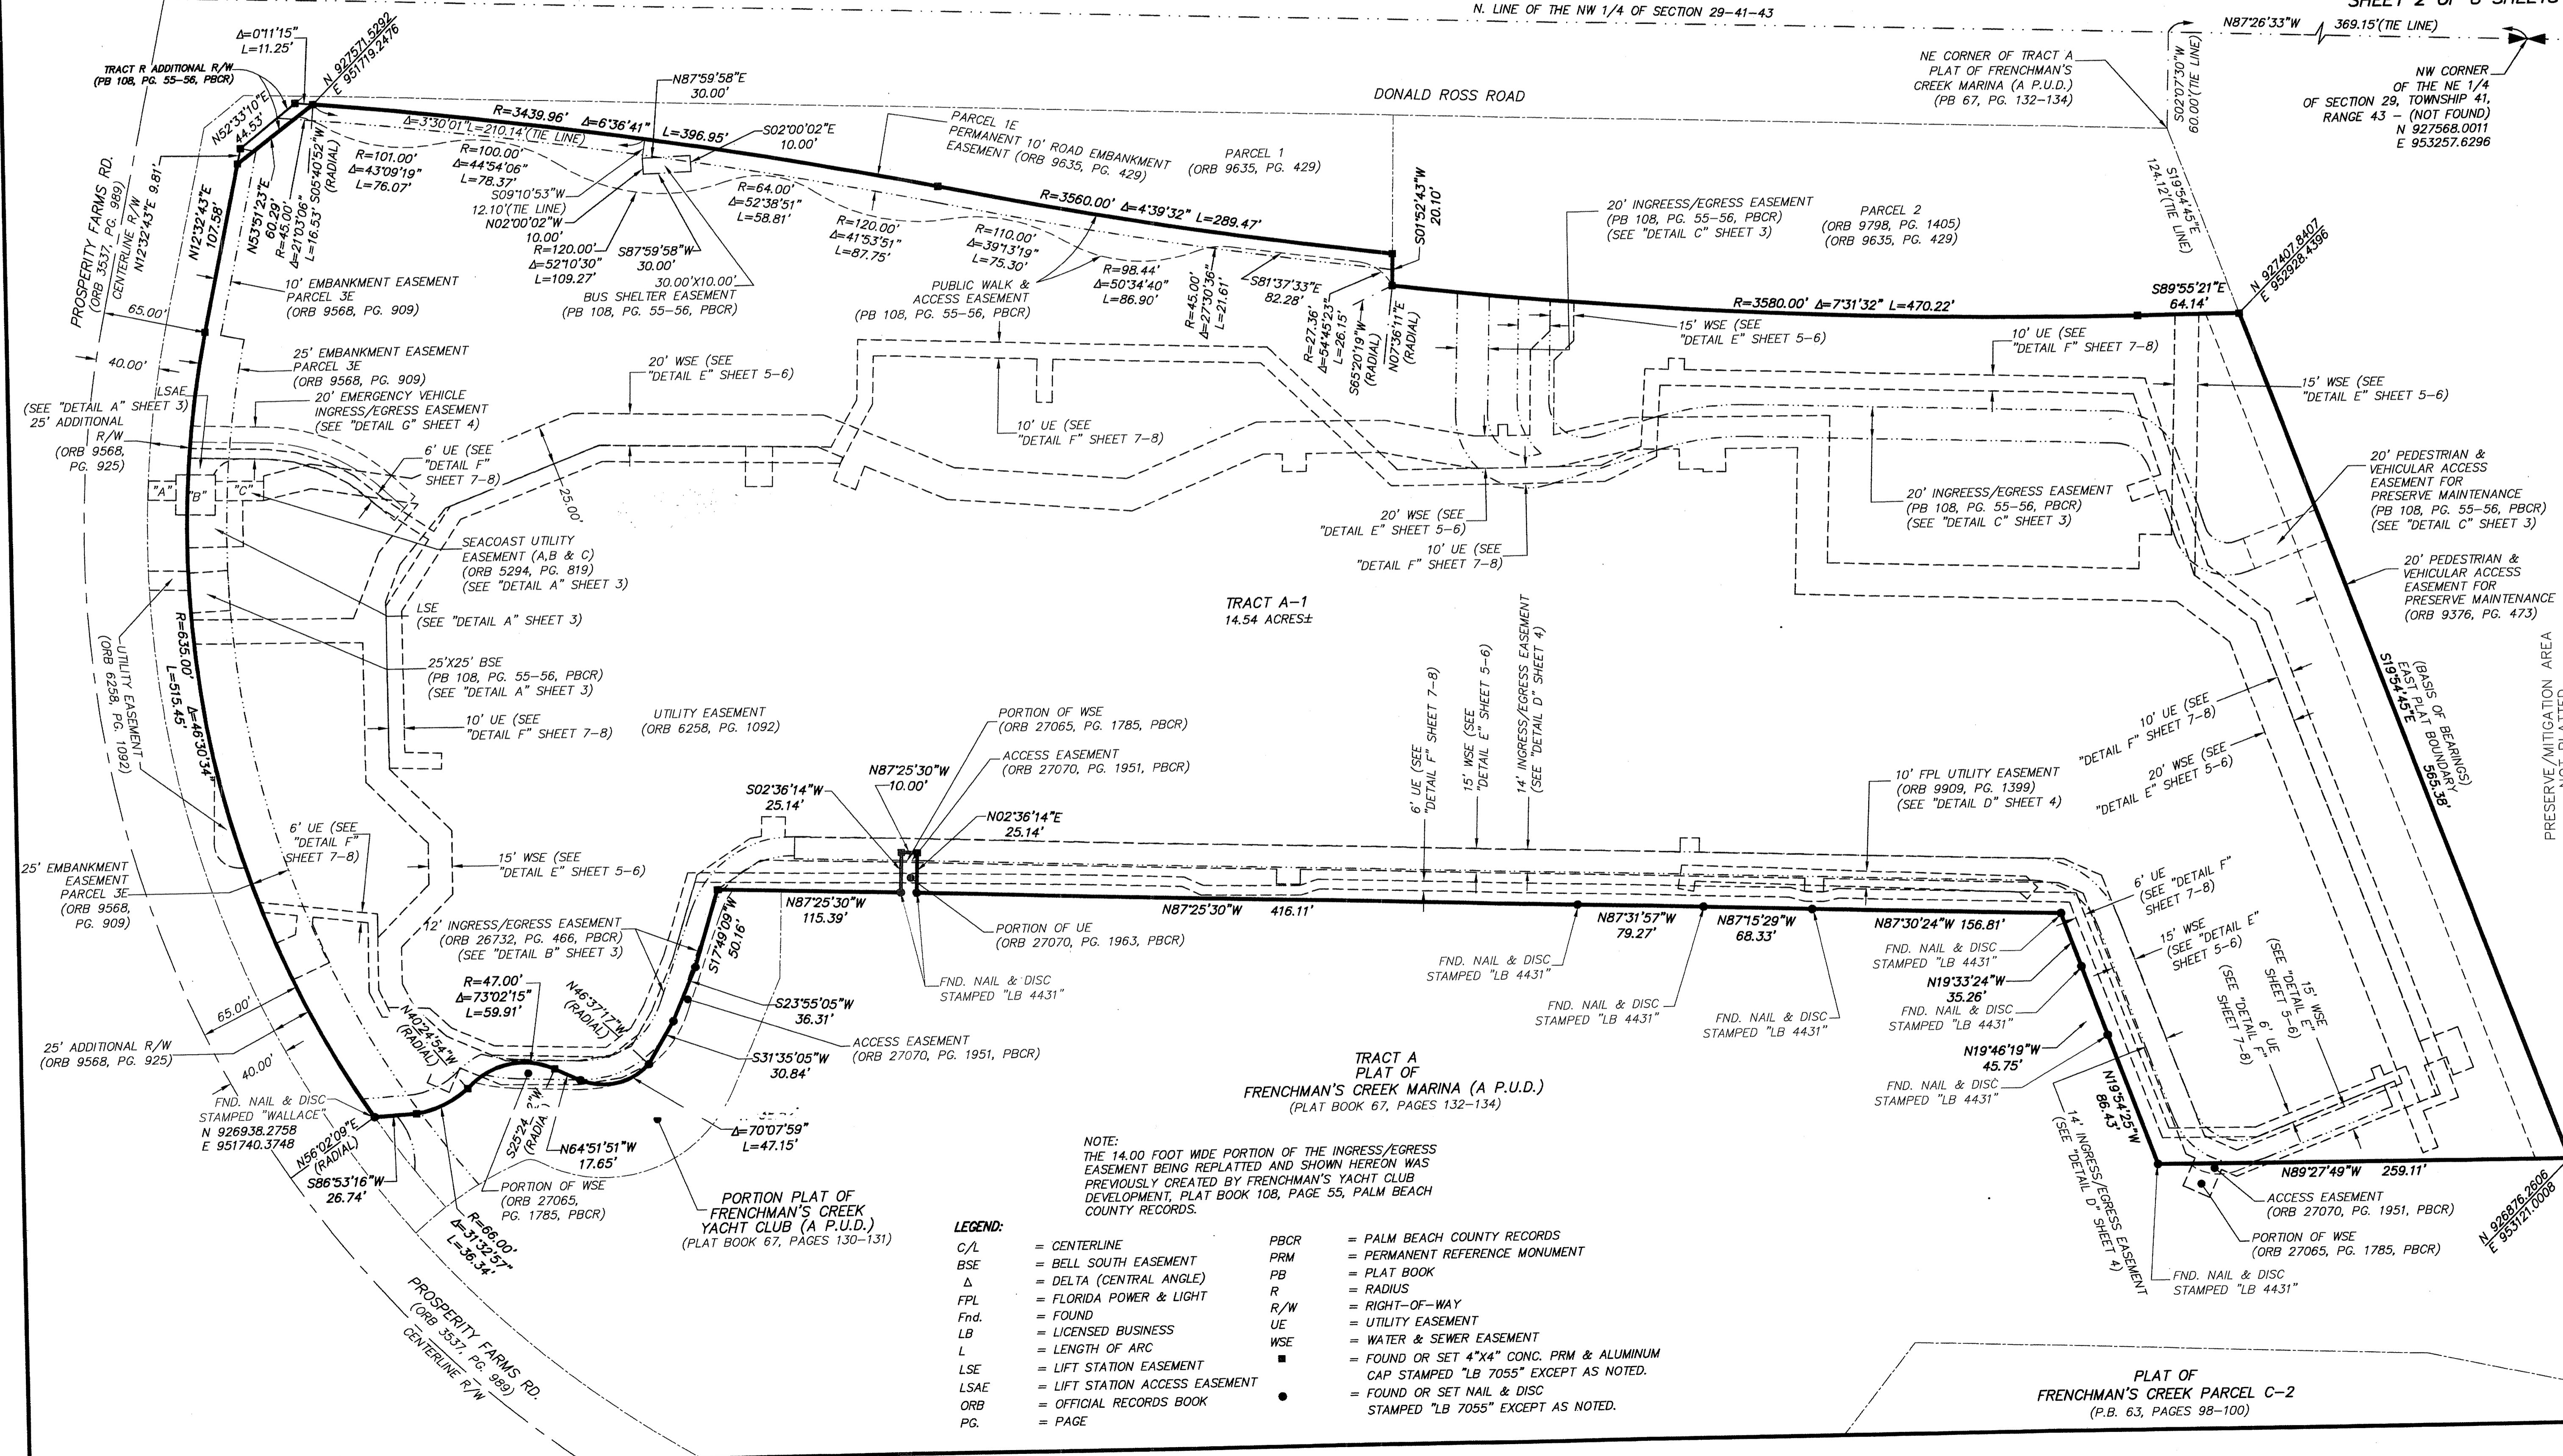 N. LINE OF THE NW 1/4 OF SECTION 29-41-43
N87°26'33"W 369.15'(TIE LINE)
NW CORNER
OF THE NE 1/4
OF SECTION 29, TOWNSHIP 41,
RANGE 43 – (NOT FOUND)
N 927568.0011
E 953257.6296
S02°07'30"W
60.00'(TIE LINE)
NE CORNER OF TRACT A
PLAT OF FRENCHMAN'S
CREEK MARINA (A P.U.D.)
(PB 67, PG. 132–134)
S19°54'45"E
124.12'(TIE LINE)
N 927407.8407
E 952928.4396
DONALD ROSS ROAD
Δ=0°11'15"
L=11.25'
N 927571.5292
E 951719.2476
TRACT R ADDITIONAL R/W
(PB 108, PG. 55–56, PBCR)
N52°33'10"E
44.53'
N12°32'43"E 9.81'
PROSPERITY FARMS RD.
(ORB 3537, PG. 989)
CENTERLINE R/W
N12°32'43"E
107.58'
N53°51'23"E
60.29'
R=45.00'
Δ=21°03'06"
L=16.53'
S05°40'52"W
(RADIAL)
R=3439.96' Δ=6°36'41" L=396.95'
Δ=3°30'01"L=210.14'(TIE LINE)
R=101.00'
Δ=43°09'19"
L=76.07'
R=100.00'
Δ=44°54'06"
L=78.37'
N87°59'58"E
30.00'
S02°00'02"E
10.00'
S09°10'53"W
12.10'(TIE LINE)
N02°00'02"W
10.00'
R=120.00'
Δ=52°10'30"
L=109.27'
S87°59'58"W
30.00'
30.00'X10.00'
BUS SHELTER EASEMENT
(PB 108, PG. 55–56, PBCR)
R=64.00'
Δ=52°38'51"
L=58.81'
R=120.00'
Δ=41°53'51"
L=87.75'
PARCEL 1E
PERMANENT 10' ROAD EMBANKMENT
EASEMENT (ORB 9635, PG. 429)
PARCEL 1
(ORB 9635, PG. 429)
R=3560.00' Δ=4°39'32" L=289.47'
R=110.00'
Δ=39°13'19"
L=75.30'
R=98.44'
Δ=50°34'40"
L=86.90'
PUBLIC WALK &
ACCESS EASEMENT
(PB 108, PG. 55–56, PBCR)
R=45.00'
Δ=27°30'36"
L=21.61'
S81°37'33"E
82.28'
R=27.36'
Δ=54°45'23"
L=26.15'
S65°20'19"W
(RADIAL)
N07°36'11"E
(RADIAL)
S01°52'43"W
20.10'
20' INGREESS/EGRESS EASEMENT
(PB 108, PG. 55–56, PBCR)
(SEE "DETAIL C" SHEET 3)
PARCEL 2
(ORB 9798, PG. 1405)
(ORB 9635, PG. 429)
R=3580.00' Δ=7°31'32" L=470.22'
S89°55'21"E
64.14'
15' WSE (SEE
"DETAIL E" SHEET 5–6)
10' UE (SEE
"DETAIL F" SHEET 7–8)
15' WSE (SEE
"DETAIL E" SHEET 5–6)
65.00'
40.00'
10' EMBANKMENT EASEMENT
PARCEL 3E
(ORB 9568, PG. 909)
25' EMBANKMENT EASEMENT
PARCEL 3E
(ORB 9568, PG. 909)
20' EMERGENCY VEHICLE
INGRESS/EGRESS EASEMENT
(SEE "DETAIL G" SHEET 4)
LSAE
(SEE "DETAIL A" SHEET 3)
25' ADDITIONAL
R/W
(ORB 9568,
PG. 925)
20' WSE (SEE
"DETAIL E" SHEET 5–6)
6' UE (SEE
"DETAIL F"
SHEET 7–8)
25.00'
"A" "B" "C"
10' UE (SEE
"DETAIL F" SHEET 7–8)
SEACOAST UTILITY
EASEMENT (A,B & C)
(ORB 5294, PG. 819)
(SEE "DETAIL A" SHEET 3)
LSE
(SEE "DETAIL A" SHEET 3)
25'X25' BSE
(PB 108, PG. 55–56, PBCR)
(SEE "DETAIL A" SHEET 3)
10' UE (SEE
"DETAIL F" SHEET 7–8)
UTILITY EASEMENT
(ORB 6258, PG. 1092)
20' WSE (SEE
"DETAIL E" SHEET 5–6)
10' UE (SEE
"DETAIL F" SHEET 7–8)
20' INGREESS/EGRESS EASEMENT
(PB 108, PG. 55–56, PBCR)
(SEE "DETAIL C" SHEET 3)
20' PEDESTRIAN &
VEHICULAR ACCESS
EASEMENT FOR
PRESERVE MAINTENANCE
(PB 108, PG. 55–56, PBCR)
(SEE "DETAIL C" SHEET 3)
20' PEDESTRIAN &
VEHICULAR ACCESS
EASEMENT FOR
PRESERVE MAINTENANCE
(ORB 9376, PG. 473)
TRACT A–1
14.54 ACRES±
UTILITY EASEMENT
(ORB 6258, PG. 1092)
R=635.00' Δ=46°30'34"
L=515.45'
(BASIS OF BEARINGS)
EAST PLAT BOUNDARY
S19°54'45"E 565.38'
PRESERVE/MITIGATION AREA
10' UE (SEE
"DETAIL F" SHEET 7–8)
20' WSE (SEE
"DETAIL E" SHEET 5–6)
6' UE (SEE
"DETAIL F" SHEET 7–8)
15' WSE (SEE
"DETAIL E" SHEET 5–6)
14' INGRESS/EGRESS EASEMENT
(SEE "DETAIL D" SHEET 4)
10' FPL UTILITY EASEMENT
(ORB 9909, PG. 1399)
(SEE "DETAIL D" SHEET 4)
PORTION OF WSE
(ORB 27065, PG. 1785, PBCR)
ACCESS EASEMENT
(ORB 27070, PG. 1951, PBCR)
N87°25'30"W
10.00'
S02°36'14"W
25.14'
N02°36'14"E
25.14'
6' UE (SEE
"DETAIL F"
SHEET 7–8)
15' WSE (SEE
"DETAIL E" SHEET 5–6)
25' EMBANKMENT
EASEMENT
PARCEL 3E
(ORB 9568,
PG. 909)
12' INGRESS/EGRESS EASEMENT
(ORB 26732, PG. 466, PBCR)
(SEE "DETAIL B" SHEET 3)
S17°49'09"W
50.16'
N87°25'30"W
115.39'
N87°25'30"W 416.11'
PORTION OF UE
(ORB 27070, PG. 1963, PBCR)
FND. NAIL & DISC
STAMPED "LB 4431"
FND. NAIL & DISC
STAMPED "LB 4431"
N87°31'57"W
79.27'
N87°15'29"W
68.33'
N87°30'24"W 156.81'
FND. NAIL & DISC
STAMPED "LB 4431"
FND. NAIL & DISC
STAMPED "LB 4431"
FND. NAIL & DISC
STAMPED "LB 4431"
N19°33'24"W
35.26'
FND. NAIL & DISC
STAMPED "LB 4431"
N19°46'19"W
45.75'
FND. NAIL & DISC
STAMPED "LB 4431"
N19°54'25"W
86.43'
6' UE
(SEE "DETAIL F"
SHEET 7–8)
15' WSE
(SEE "DETAIL E"
SHEET 5–6)
15' WSE
(SEE "DETAIL E"
SHEET 5–6)
6' UE
(SEE "DETAIL F"
SHEET 7–8)
14' INGRESS/EGRESS EASEMENT
(SEE "DETAIL D" SHEET 4)
N89°27'49"W 259.11'
N 926876.2606
E 953121.0008
ACCESS EASEMENT
(ORB 27070, PG. 1951, PBCR)
PORTION OF WSE
(ORB 27065, PG. 1785, PBCR)
FND. NAIL & DISC
STAMPED "LB 4431"
65.00'
25' ADDITIONAL R/W
(ORB 9568, PG. 925)
40.00'
FND. NAIL & DISC
STAMPED "WALLACE"
N 926938.2758
E 951740.3748
N56°02'09"E
(RADIAL)
S86°53'16"W
26.74'
N40°24'54"W
(RADIAL)
R=47.00'
Δ=73°02'15"
L=59.91'
N46°37'17"W
(RADIAL)
S23°55'05"W
36.31'
S31°35'05"W
30.84'
ACCESS EASEMENT
(ORB 27070, PG. 1951, PBCR)
N64°51'51"W
17.65'
Δ=70°07'59"
L=47.15'
PORTION OF WSE
(ORB 27065,
PG. 1785, PBCR)
R=66.00'
Δ=31°32'57"
L=36.34'
PORTION PLAT OF
FRENCHMAN'S CREEK
YACHT CLUB (A P.U.D.)
(PLAT BOOK 67, PAGES 130–131)
PROSPERITY FARMS RD.
(ORB 3537, PG. 989)
CENTERLINE R/W
TRACT A
PLAT OF
FRENCHMAN'S CREEK MARINA (A P.U.D.)
(PLAT BOOK 67, PAGES 132–134)
NOTE:
THE 14.00 FOOT WIDE PORTION OF THE INGRESS/EGRESS
EASEMENT BEING REPLATTED AND SHOWN HEREON WAS
PREVIOUSLY CREATED BY FRENCHMAN'S YACHT CLUB
DEVELOPMENT, PLAT BOOK 108, PAGE 55, PALM BEACH
COUNTY RECORDS.
LEGEND:
C/L = CENTERLINE
BSE = BELL SOUTH EASEMENT
Δ = DELTA (CENTRAL ANGLE)
FPL = FLORIDA POWER & LIGHT
Fnd. = FOUND
LB = LICENSED BUSINESS
L = LENGTH OF ARC
LSE = LIFT STATION EASEMENT
LSAE = LIFT STATION ACCESS EASEMENT
ORB = OFFICIAL RECORDS BOOK
PG. = PAGE
PBCR = PALM BEACH COUNTY RECORDS
PRM = PERMANENT REFERENCE MONUMENT
PB = PLAT BOOK
R = RADIUS
R/W = RIGHT–OF–WAY
UE = UTILITY EASEMENT
WSE = WATER & SEWER EASEMENT
■ = FOUND OR SET 4"X4" CONC. PRM & ALUMINUM
CAP STAMPED "LB 7055" EXCEPT AS NOTED.
● = FOUND OR SET NAIL & DISC
STAMPED "LB 7055" EXCEPT AS NOTED.
PLAT OF
FRENCHMAN'S CREEK PARCEL C–2
(P.B. 63, PAGES 98–100)